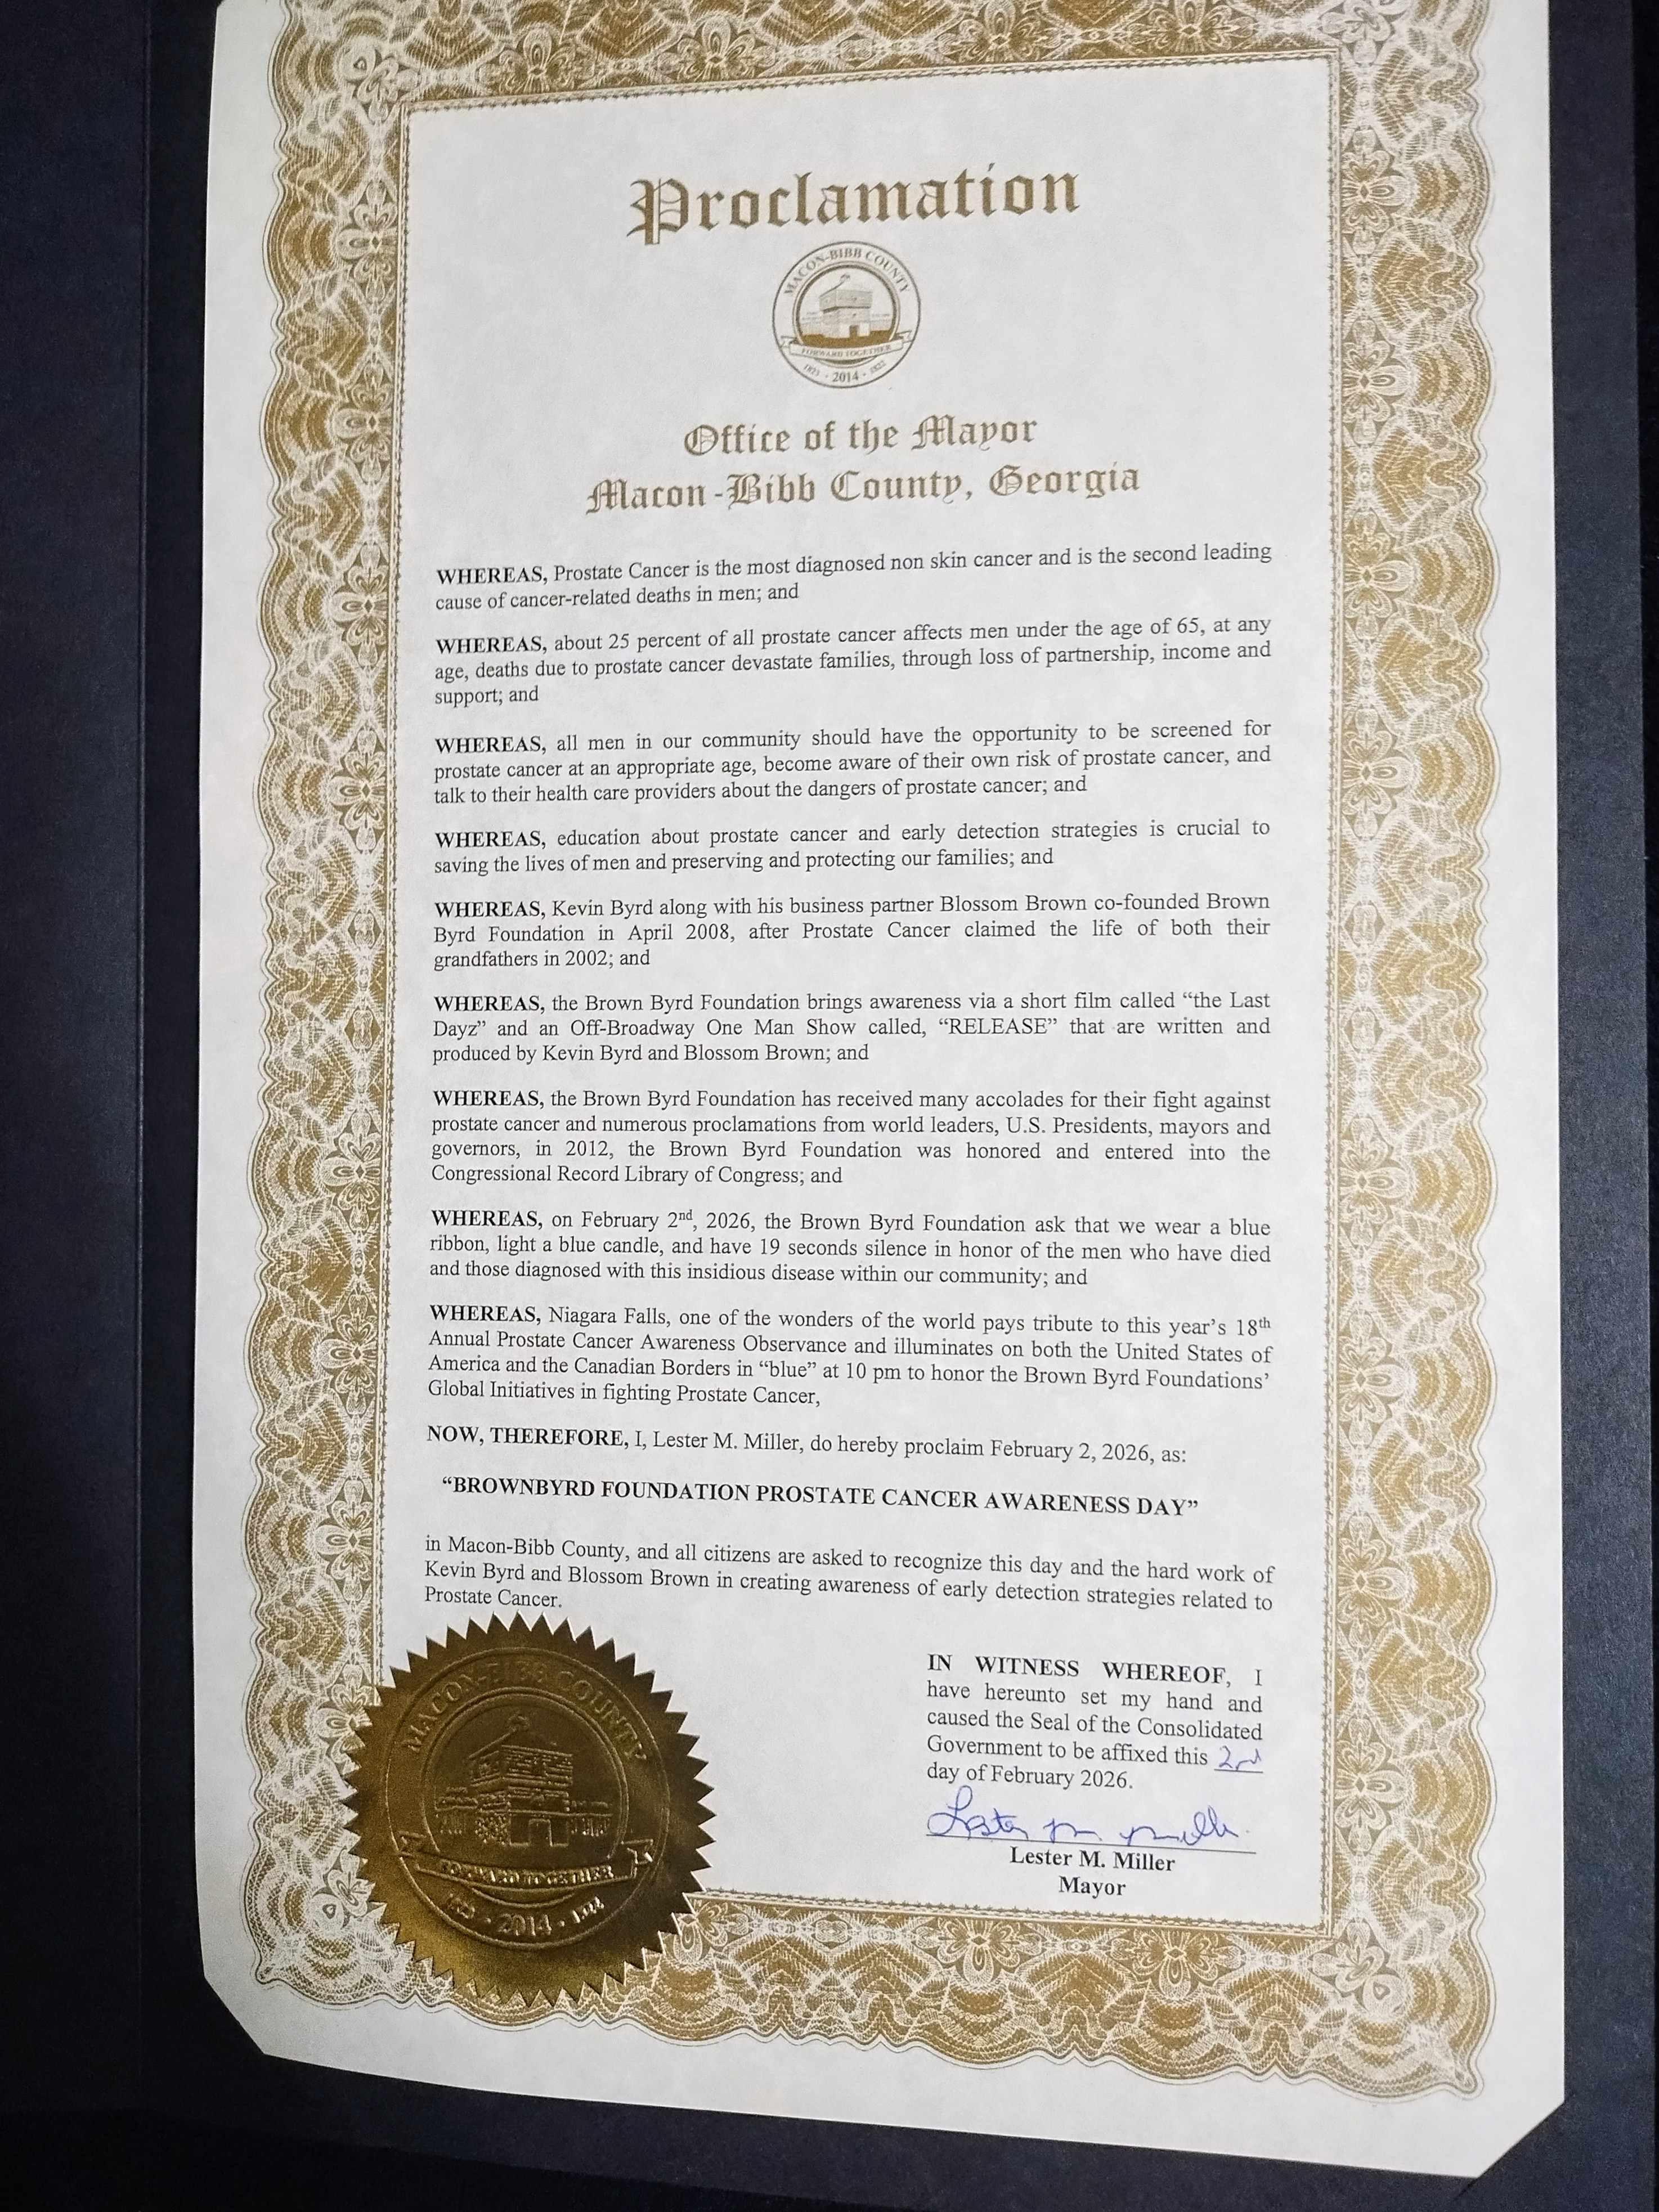 Proclamation
MACON-BIBB COUNTY
FORWARD TOGETHER
1823 · 2014 · 1822
Office of the Mayor
Macon-Bibb County, Georgia
WHEREAS, Prostate Cancer is the most diagnosed non skin cancer and is the second leading
cause of cancer-related deaths in men; and
WHEREAS, about 25 percent of all prostate cancer affects men under the age of 65, at any
age, deaths due to prostate cancer devastate families, through loss of partnership, income and
support; and
WHEREAS, all men in our community should have the opportunity to be screened for
prostate cancer at an appropriate age, become aware of their own risk of prostate cancer, and
talk to their health care providers about the dangers of prostate cancer; and
WHEREAS, education about prostate cancer and early detection strategies is crucial to
saving the lives of men and preserving and protecting our families; and
WHEREAS, Kevin Byrd along with his business partner Blossom Brown co-founded Brown
Byrd Foundation in April 2008, after Prostate Cancer claimed the life of both their
grandfathers in 2002; and
WHEREAS, the Brown Byrd Foundation brings awareness via a short film called “the Last
Dayz” and an Off-Broadway One Man Show called, “RELEASE” that are written and
produced by Kevin Byrd and Blossom Brown; and
WHEREAS, the Brown Byrd Foundation has received many accolades for their fight against
prostate cancer and numerous proclamations from world leaders, U.S. Presidents, mayors and
governors, in 2012, the Brown Byrd Foundation was honored and entered into the
Congressional Record Library of Congress; and
WHEREAS, on February 2nd, 2026, the Brown Byrd Foundation ask that we wear a blue
ribbon, light a blue candle, and have 19 seconds silence in honor of the men who have died
and those diagnosed with this insidious disease within our community; and
WHEREAS, Niagara Falls, one of the wonders of the world pays tribute to this year’s 18th
Annual Prostate Cancer Awareness Observance and illuminates on both the United States of
America and the Canadian Borders in “blue” at 10 pm to honor the Brown Byrd Foundations’
Global Initiatives in fighting Prostate Cancer,
NOW, THEREFORE, I, Lester M. Miller, do hereby proclaim February 2, 2026, as:
“BROWNBYRD FOUNDATION PROSTATE CANCER AWARENESS DAY”
in Macon-Bibb County, and all citizens are asked to recognize this day and the hard work of
Kevin Byrd and Blossom Brown in creating awareness of early detection strategies related to
Prostate Cancer.
MACON-BIBB COUNTY
FORWARD TOGETHER
1823 · 2014 · 1822
IN WITNESS WHEREOF, I
have hereunto set my hand and
caused the Seal of the Consolidated
Government to be affixed this 2nd
day of February 2026.
Lester M. Miller
Lester M. Miller
Mayor